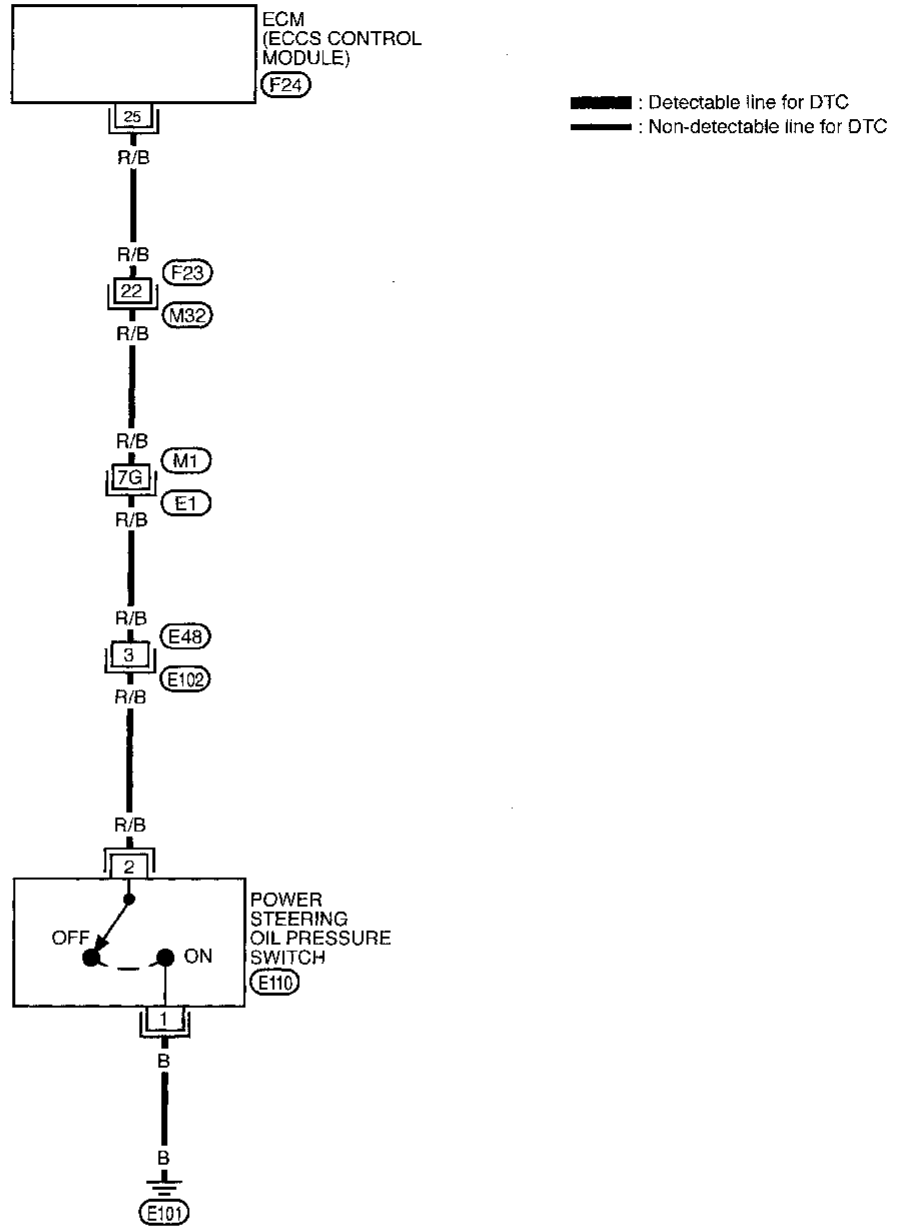 ECM
(ECCS CONTROL
MODULE)
F24
25
R/B
: Detectable line for DTC
: Non-detectable line for DTC
R/B
F23
22
M32
R/B
R/B
M1
7G
E1
R/B
R/B
E48
3
E102
R/B
R/B
2
POWER
STEERING
OIL PRESSURE
SWITCH
E110
OFF
ON
1
B
B
E101